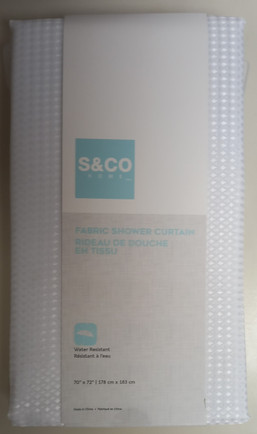 S&CO
HOME
FABRIC SHOWER CURTAIN
RIDEAU DE DOUCHE
EN TISSU
Water Resistant
Résistant à l'eau
70" x 72" | 178 cm x 183 cm